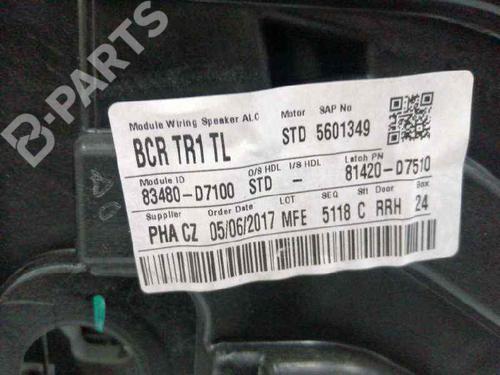 B-PARTS
Module Wiring Speaker ALC Motor SAP No
BCR TR1 TL STD 5601349
Module ID O/S HDL I/S HDL Latch PN
83480-D7100 STD - 81420-D7510
Supplier Order Date LOT SEQ Sft Door Box
PHA CZ 05/06/2017 MFE 5118 C RRH 24